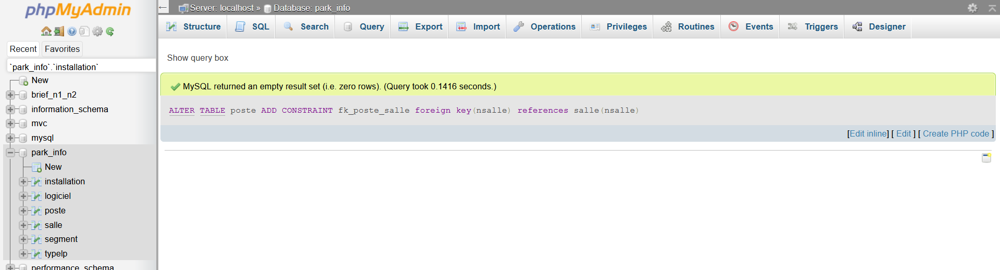 phpMyAdmin
Recent Favorites
`park_info`.`installation`
New
brief_n1_n2
information_schema
mvc
mysql
park_info
New
installation
logiciel
poste
salle
segment
typelp
performance_schema
Server: localhost » Database: park_info
Structure SQL Search Query Export Import Operations Privileges Routines Events Triggers Designer
Show query box
MySQL returned an empty result set (i.e. zero rows). (Query took 0.1416 seconds.)
ALTER TABLE poste ADD CONSTRAINT fk_poste_salle foreign key(nsalle) references salle(nsalle)
[Edit inline] [ Edit ] [ Create PHP code ]